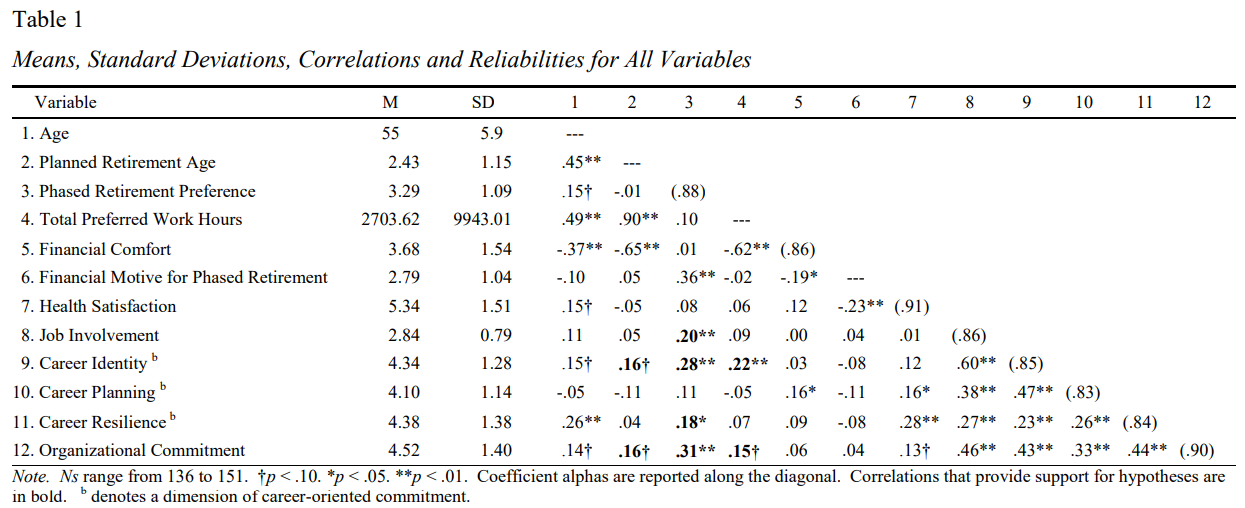 Table 1
Means, Standard Deviations, Correlations and Reliabilities for All Variables
Variable M SD 1 2 3 4 5 6 7 8 9 10 11 12
1. Age 55 5.9 ---
2. Planned Retirement Age 2.43 1.15 .45** ---
3. Phased Retirement Preference 3.29 1.09 .15† -.01 (.88)
4. Total Preferred Work Hours 2703.62 9943.01 .49** .90** .10 ---
5. Financial Comfort 3.68 1.54 -.37** -.65** .01 -.62** (.86)
6. Financial Motive for Phased Retirement 2.79 1.04 -.10 .05 .36** -.02 -.19* ---
7. Health Satisfaction 5.34 1.51 .15† -.05 .08 .06 .12 -.23** (.91)
8. Job Involvement 2.84 0.79 .11 .05 .20** .09 .00 .04 .01 (.86)
9. Career Identity b 4.34 1.28 .15† .16† .28** .22** .03 -.08 .12 .60** (.85)
10. Career Planning b 4.10 1.14 -.05 -.11 .11 -.05 .16* -.11 .16* .38** .47** (.83)
11. Career Resilience b 4.38 1.38 .26** .04 .18* .07 .09 -.08 .28** .27** .23** .26** (.84)
12. Organizational Commitment 4.52 1.40 .14† .16† .31** .15† .06 .04 .13† .46** .43** .33** .44** (.90)
Note. Ns range from 136 to 151. †p < .10. *p < .05. **p < .01. Coefficient alphas are reported along the diagonal. Correlations that provide support for hypotheses are
in bold. b denotes a dimension of career-oriented commitment.